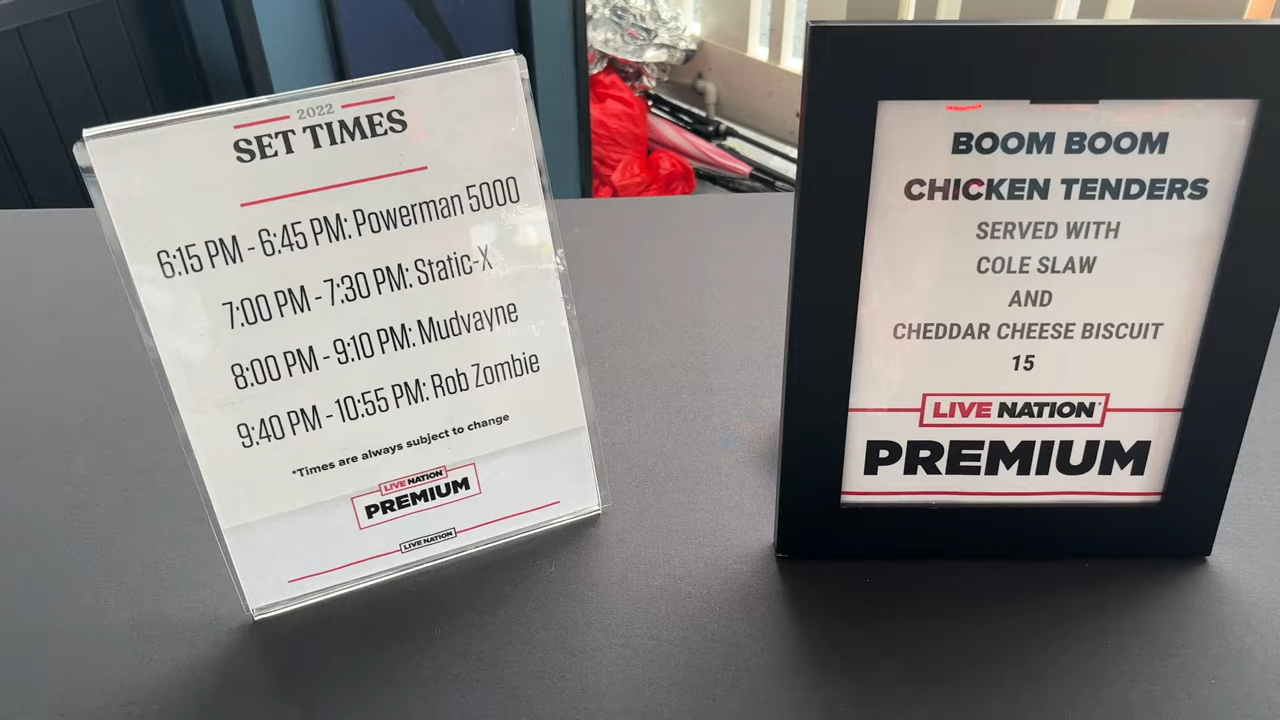 2022
SET TIMES
6:15 PM - 6:45 PM: Powerman 5000
7:00 PM - 7:30 PM: Static-X
8:00 PM - 9:10 PM: Mudvayne
9:40 PM - 10:55 PM: Rob Zombie
*Times are always subject to change
LIVE NATION
PREMIUM
LIVE NATION
BOOM BOOM
CHICKEN TENDERS
SERVED WITH
COLE SLAW
AND
CHEDDAR CHEESE BISCUIT
15
LIVE NATION
PREMIUM